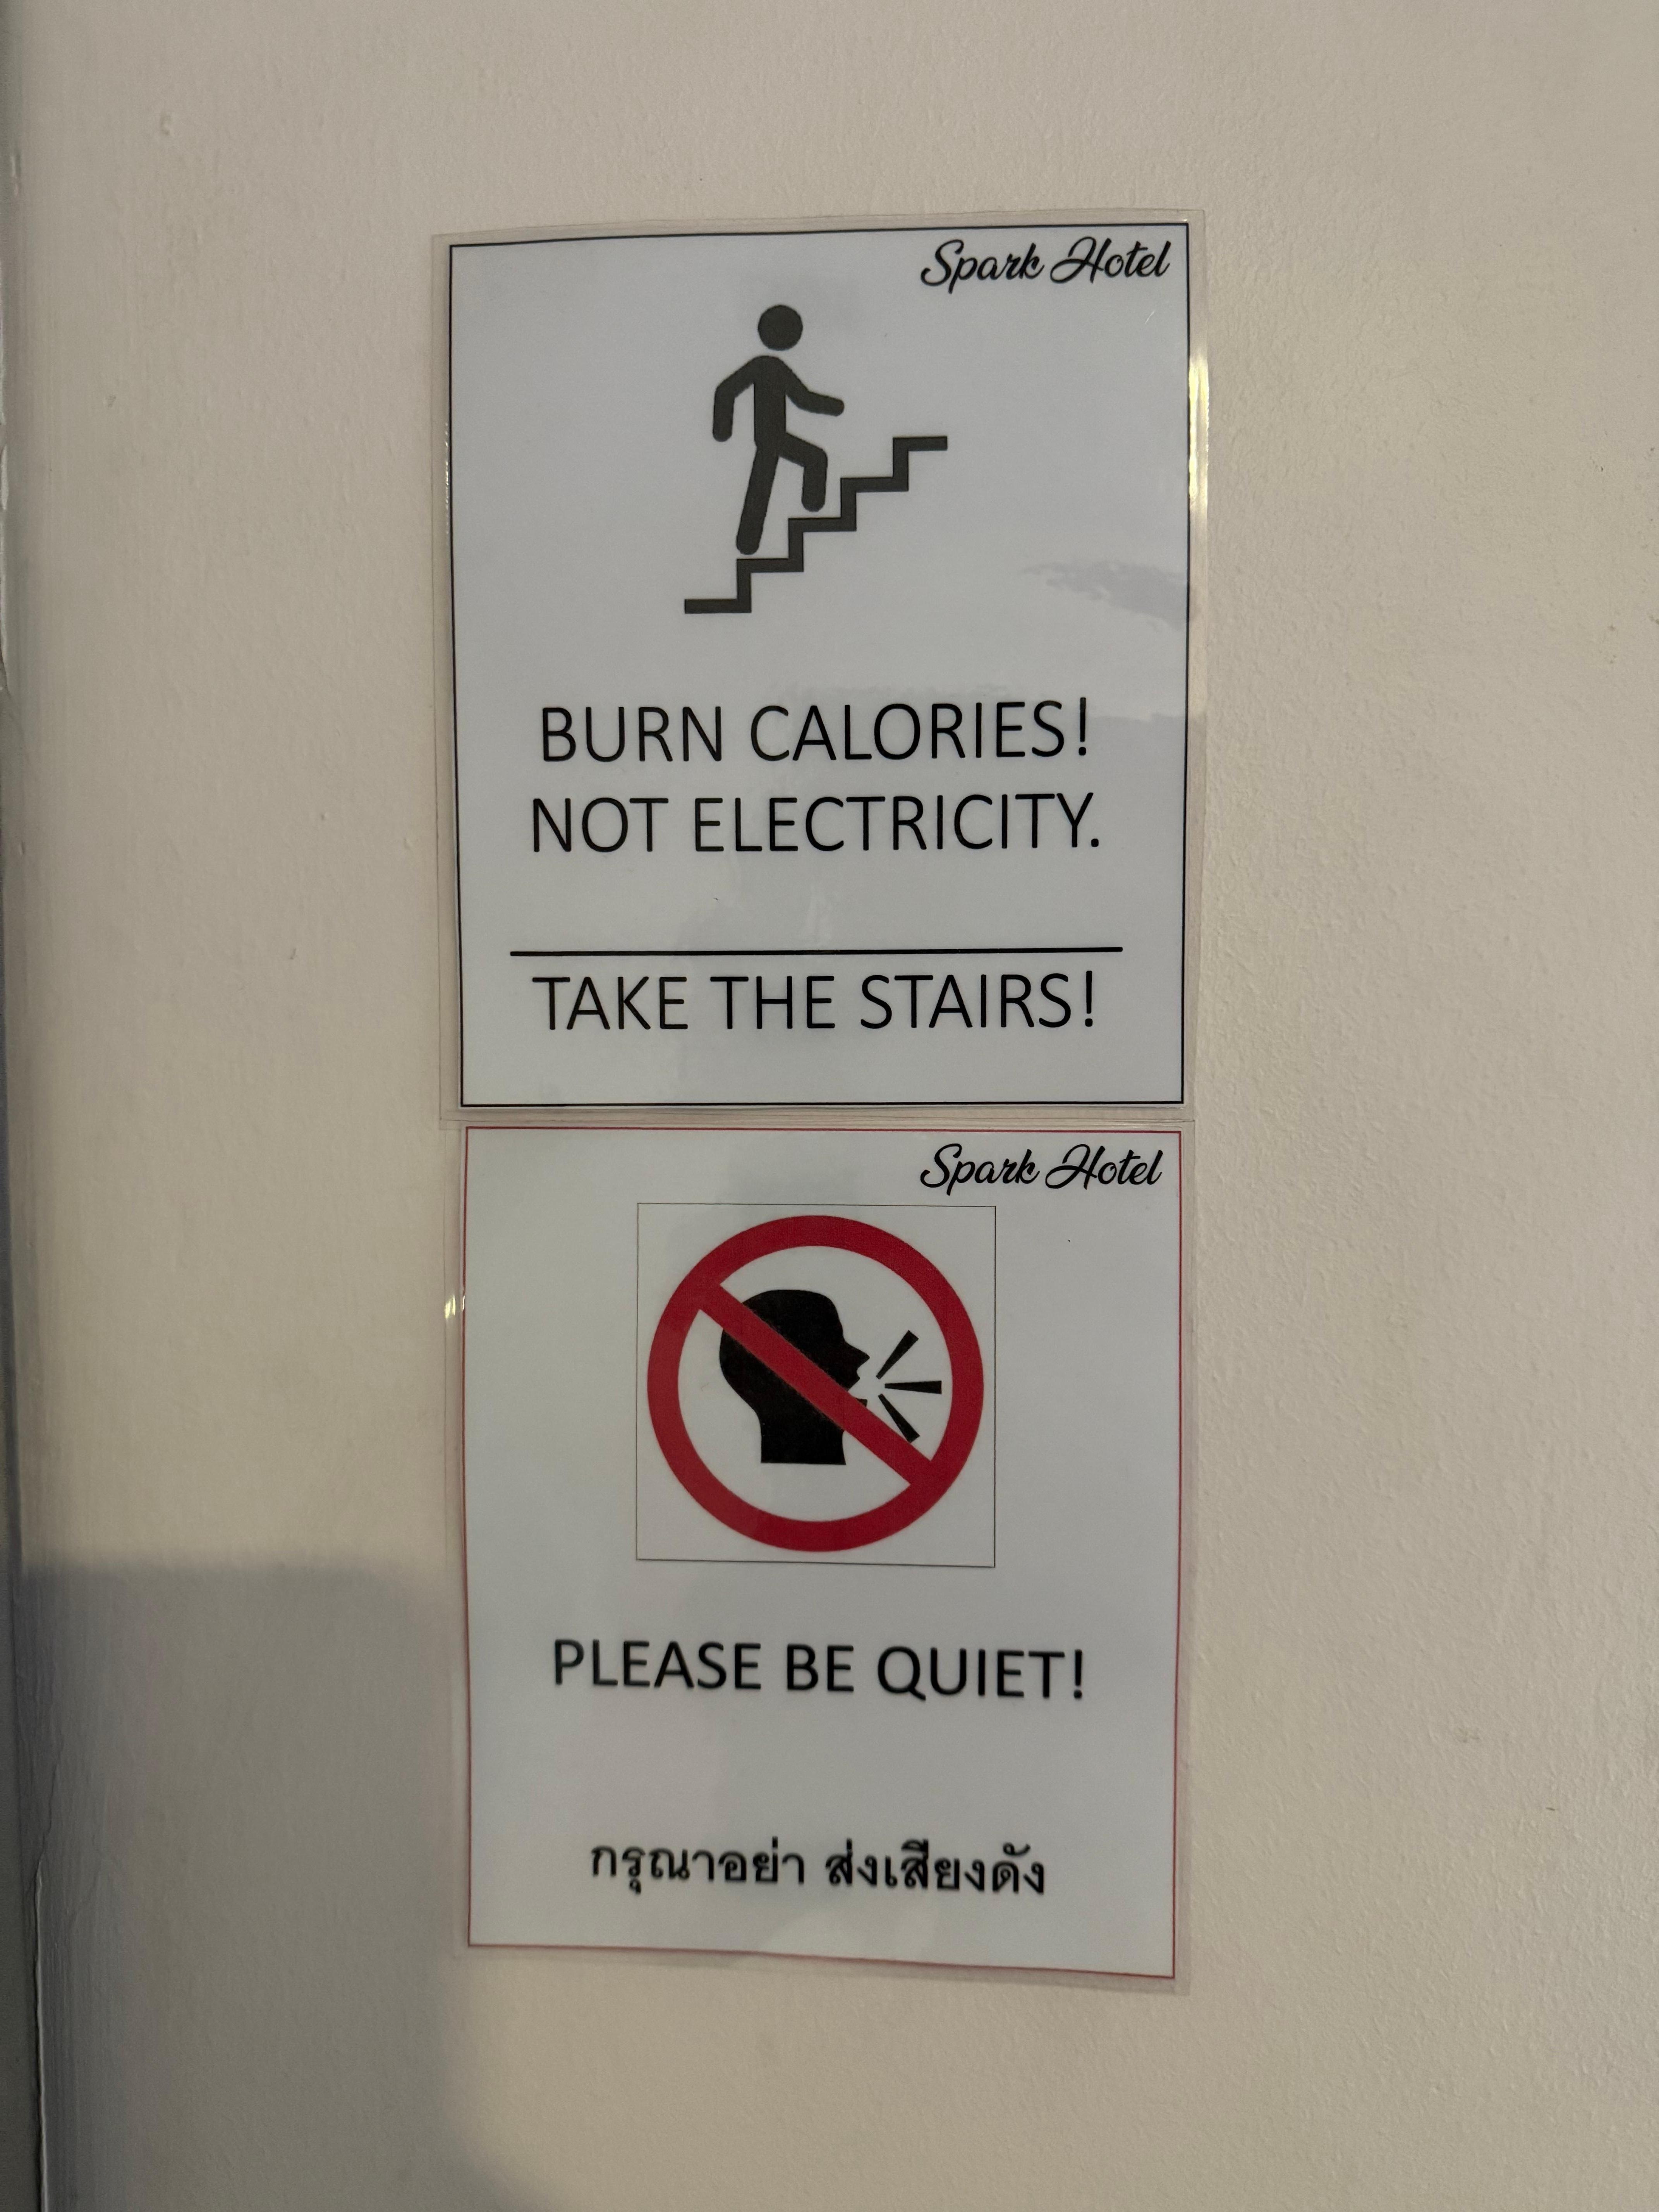 Spark Hotel
BURN CALORIES!
NOT ELECTRICITY.
TAKE THE STAIRS!
Spark Hotel
PLEASE BE QUIET!
กรุณาอย่า ส่งเสียงดัง